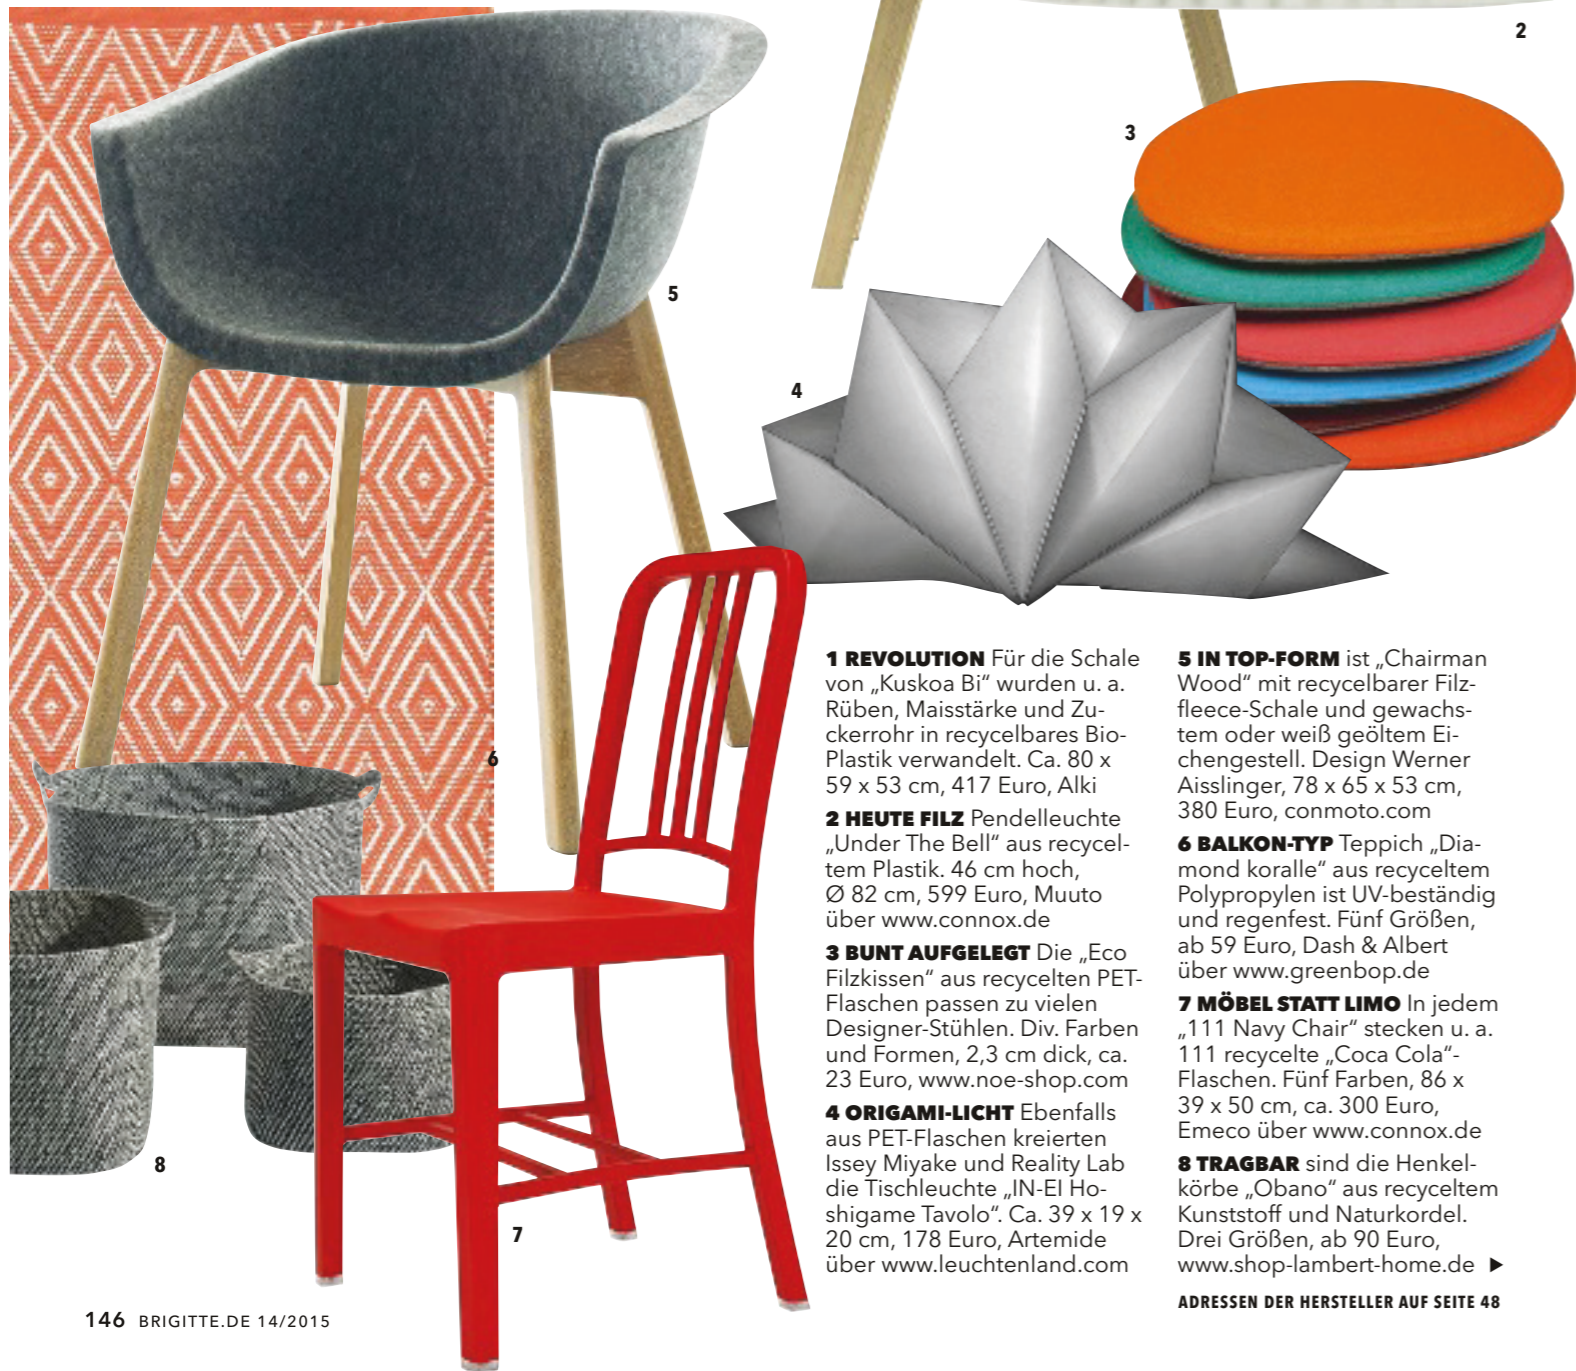 2
3
5
4
6
8
7
1 REVOLUTION Für die Schale
von „Kuskoa Bi“ wurden u. a.
Rüben, Maisstärke und Zu-
ckerrohr in recycelbares Bio-
Plastik verwandelt. Ca. 80 x
59 x 53 cm, 417 Euro, Alki
2 HEUTE FILZ Pendelleuchte
„Under The Bell“ aus recycel-
tem Plastik. 46 cm hoch,
Ø 82 cm, 599 Euro, Muuto
über www.connox.de
3 BUNT AUFGELEGT Die „Eco
Filzkissen“ aus recycelten PET-
Flaschen passen zu vielen
Designer-Stühlen. Div. Farben
und Formen, 2,3 cm dick, ca.
23 Euro, www.noe-shop.com
4 ORIGAMI-LICHT Ebenfalls
aus PET-Flaschen kreierten
Issey Miyake und Reality Lab
die Tischleuchte „IN-EI Ho-
shigame Tavolo“. Ca. 39 x 19 x
20 cm, 178 Euro, Artemide
über www.leuchtenland.com
5 IN TOP-FORM ist „Chairman
Wood“ mit recycelbarer Filz-
fleece-Schale und gewachs-
tem oder weiß geöltem Ei-
chengestell. Design Werner
Aisslinger, 78 x 65 x 53 cm,
380 Euro, conmoto.com
6 BALKON-TYP Teppich „Dia-
mond koralle“ aus recyceltem
Polypropylen ist UV-beständig
und regenfest. Fünf Größen,
ab 59 Euro, Dash & Albert
über www.greenbop.de
7 MÖBEL STATT LIMO In jedem
„111 Navy Chair“ stecken u. a.
111 recycelte „Coca Cola“-
Flaschen. Fünf Farben, 86 x
39 x 50 cm, ca. 300 Euro,
Emeco über www.connox.de
8 TRAGBAR sind die Henkel-
körbe „Obano“ aus recyceltem
Kunststoff und Naturkordel.
Drei Größen, ab 90 Euro,
www.shop-lambert-home.de ▶
ADRESSEN DER HERSTELLER AUF SEITE 48
146 BRIGITTE.DE 14/2015